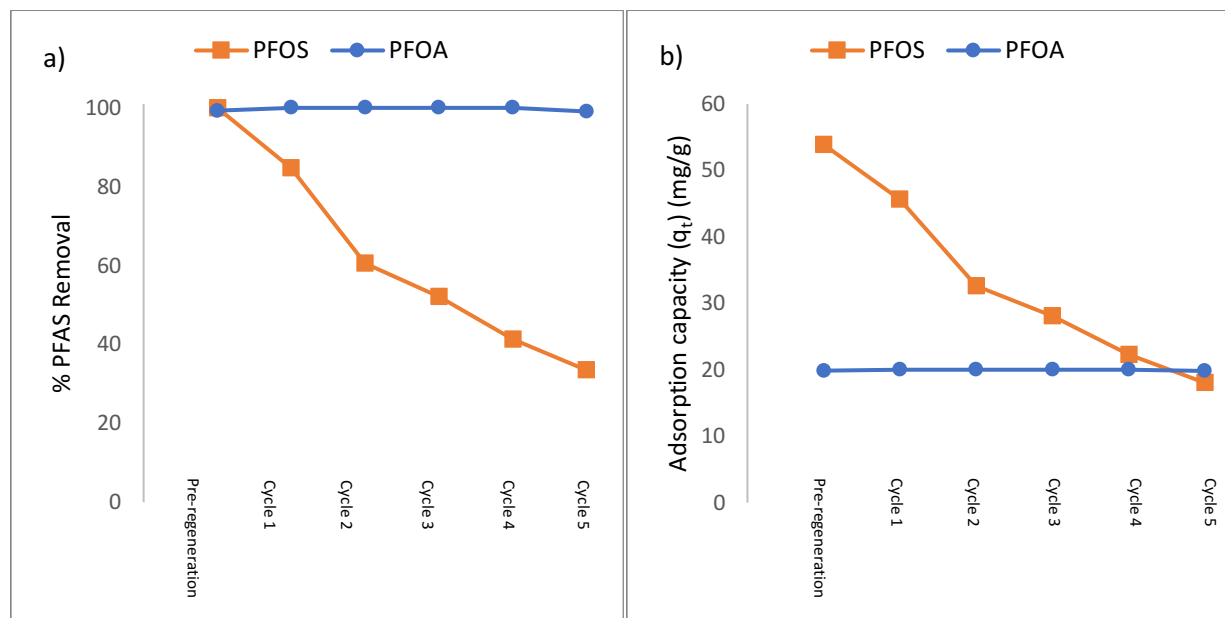 a)
PFOS
PFOA
% PFAS Removal
100
80
60
40
20
0
Pre-regeneration
Cycle 1
Cycle 2
Cycle 3
Cycle 4
Cycle 5
b)
PFOS
PFOA
Adsorption capacity (qt) (mg/g)
60
50
40
30
20
10
0
Pre-regeneration
Cycle 1
Cycle 2
Cycle 3
Cycle 4
Cycle 5